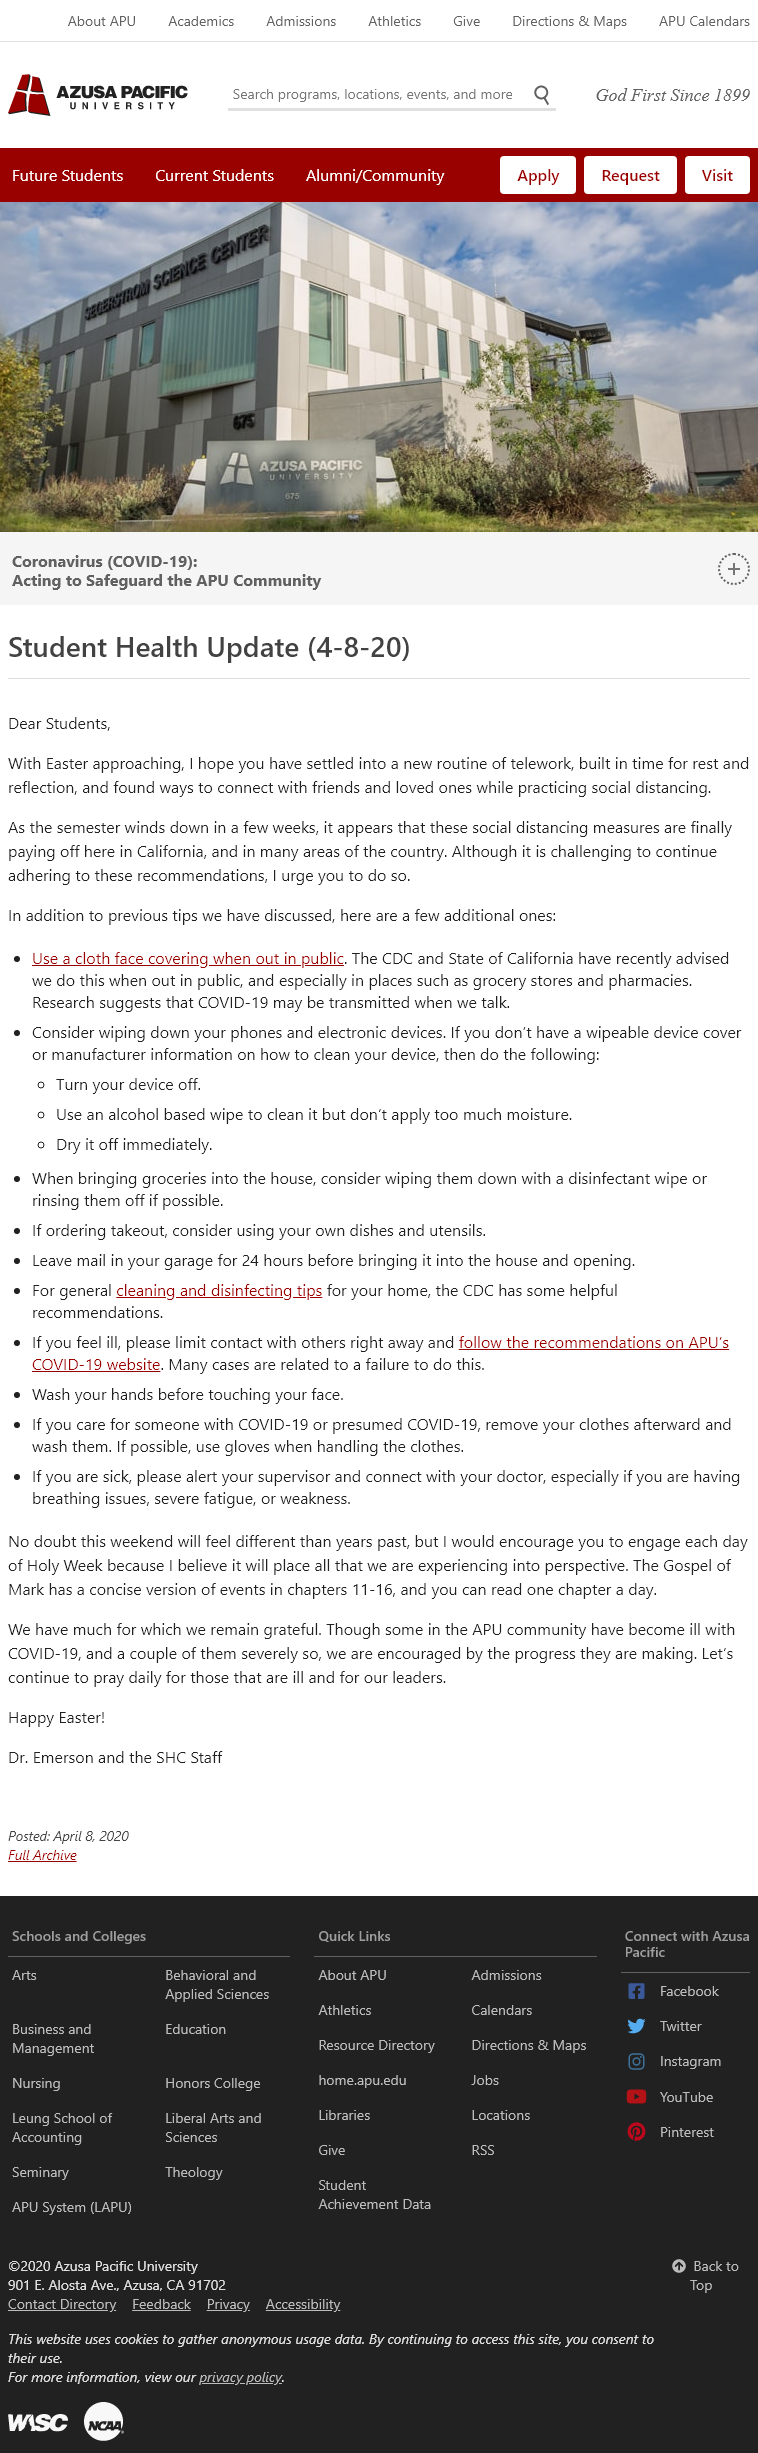 About APU Academics Admissions Athletics Give Directions & Maps APU Calendars
AZUSA PACIFIC
UNIVERSITY
Search programs, locations, events, and more
God First Since 1899
Future Students Current Students Alumni/Community Apply Request Visit
SEGERSTROM SCIENCE CENTER
675
AZUSA PACIFIC
UNIVERSITY
675
Coronavirus (COVID-19):
Acting to Safeguard the APU Community
Student Health Update (4-8-20)
Dear Students,
With Easter approaching, I hope you have settled into a new routine of telework, built in time for rest and
reflection, and found ways to connect with friends and loved ones while practicing social distancing.
As the semester winds down in a few weeks, it appears that these social distancing measures are finally
paying off here in California, and in many areas of the country. Although it is challenging to continue
adhering to these recommendations, I urge you to do so.
In addition to previous tips we have discussed, here are a few additional ones:
Use a cloth face covering when out in public. The CDC and State of California have recently advised
we do this when out in public, and especially in places such as grocery stores and pharmacies.
Research suggests that COVID-19 may be transmitted when we talk.
Consider wiping down your phones and electronic devices. If you don’t have a wipeable device cover
or manufacturer information on how to clean your device, then do the following:
Turn your device off.
Use an alcohol based wipe to clean it but don’t apply too much moisture.
Dry it off immediately.
When bringing groceries into the house, consider wiping them down with a disinfectant wipe or
rinsing them off if possible.
If ordering takeout, consider using your own dishes and utensils.
Leave mail in your garage for 24 hours before bringing it into the house and opening.
For general cleaning and disinfecting tips for your home, the CDC has some helpful
recommendations.
If you feel ill, please limit contact with others right away and follow the recommendations on APU’s
COVID-19 website. Many cases are related to a failure to do this.
Wash your hands before touching your face.
If you care for someone with COVID-19 or presumed COVID-19, remove your clothes afterward and
wash them. If possible, use gloves when handling the clothes.
If you are sick, please alert your supervisor and connect with your doctor, especially if you are having
breathing issues, severe fatigue, or weakness.
No doubt this weekend will feel different than years past, but I would encourage you to engage each day
of Holy Week because I believe it will place all that we are experiencing into perspective. The Gospel of
Mark has a concise version of events in chapters 11-16, and you can read one chapter a day.
We have much for which we remain grateful. Though some in the APU community have become ill with
COVID-19, and a couple of them severely so, we are encouraged by the progress they are making. Let’s
continue to pray daily for those that are ill and for our leaders.
Happy Easter!
Dr. Emerson and the SHC Staff
Posted: April 8, 2020
Full Archive
Schools and Colleges
Arts
Behavioral and
Applied Sciences
Business and
Management
Education
Nursing
Honors College
Leung School of
Accounting
Liberal Arts and
Sciences
Seminary
Theology
APU System (LAPU)
Quick Links
About APU
Admissions
Athletics
Calendars
Resource Directory
Directions & Maps
home.apu.edu
Jobs
Libraries
Locations
Give
RSS
Student
Achievement Data
Connect with Azusa
Pacific
Facebook
Twitter
Instagram
YouTube
Pinterest
©2020 Azusa Pacific University
901 E. Alosta Ave., Azusa, CA 91702
Contact Directory Feedback Privacy Accessibility
Back to
Top
This website uses cookies to gather anonymous usage data. By continuing to access this site, you consent to
their use.
For more information, view our privacy policy.
WASC NCAA